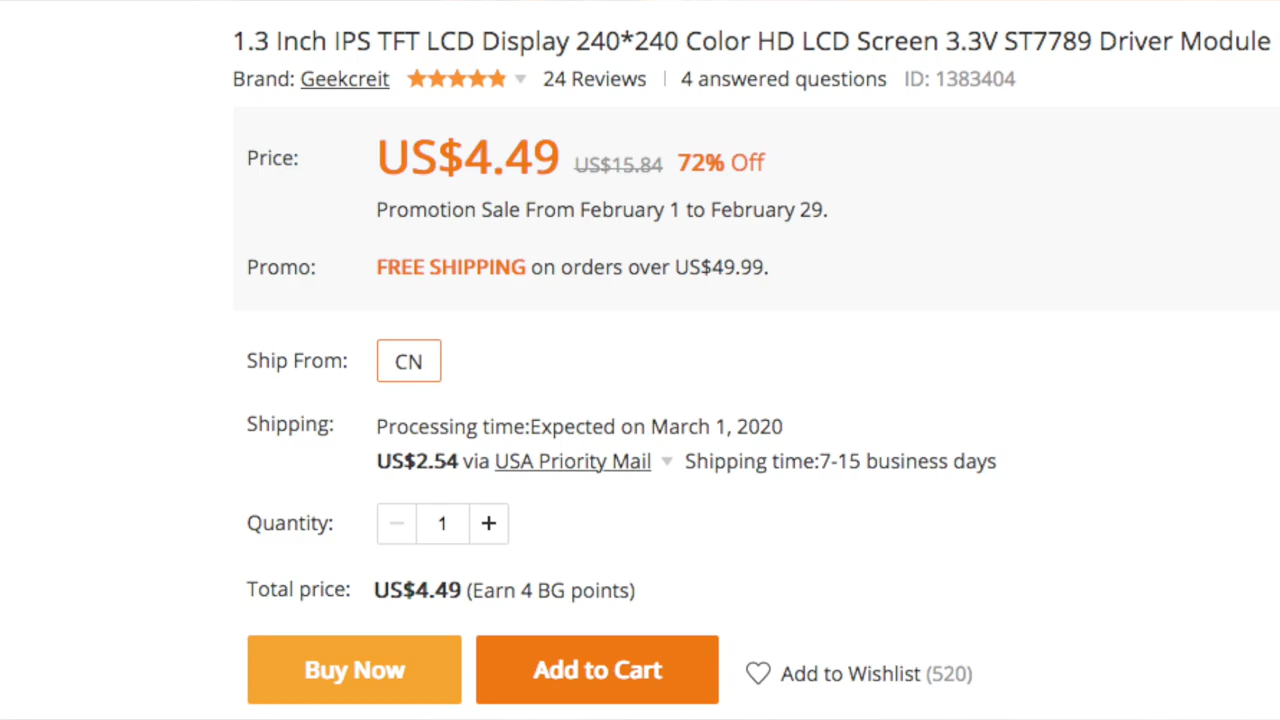 1.3 Inch IPS TFT LCD Display 240*240 Color HD LCD Screen 3.3V ST7789 Driver Module
Brand: Geekcreit 24 Reviews 4 answered questions ID: 1383404
Price: US$4.49 US$15.84 72% Off
Promotion Sale From February 1 to February 29.
Promo: FREE SHIPPING on orders over US$49.99.
Ship From: CN
Shipping: Processing time:Expected on March 1, 2020
US$2.54 via USA Priority Mail Shipping time:7-15 business days
Quantity: − 1 +
Total price: US$4.49 (Earn 4 BG points)
Buy Now Add to Cart Add to Wishlist (520)